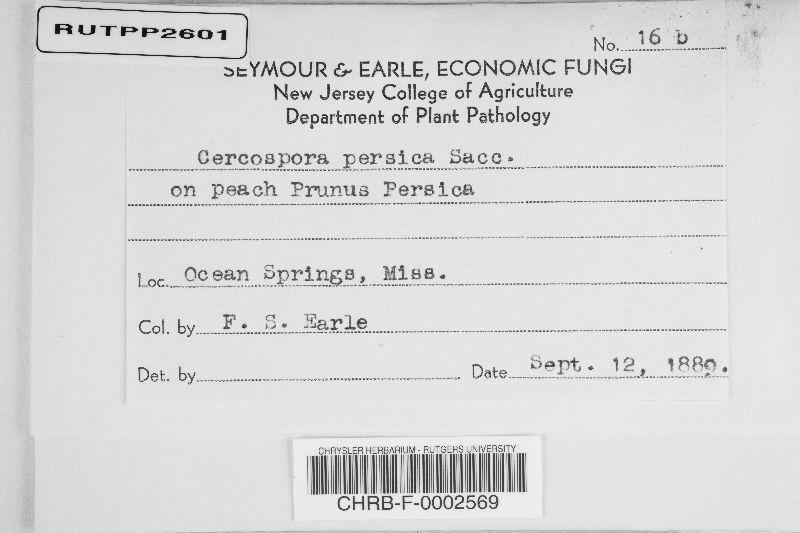 RUTPP2601
No. 16 b
SEYMOUR & EARLE, ECONOMIC FUNGI
New Jersey College of Agriculture
Department of Plant Pathology
Cercospora persica Sacc.
on peach Prunus Persica
Loc. Ocean Springs, Miss.
Col. by F. S. Earle
Det. by Date Sept. 12, 1889.
CHRYSLER HERBARIUM - RUTGERS UNIVERSITY
CHRB-F-0002569